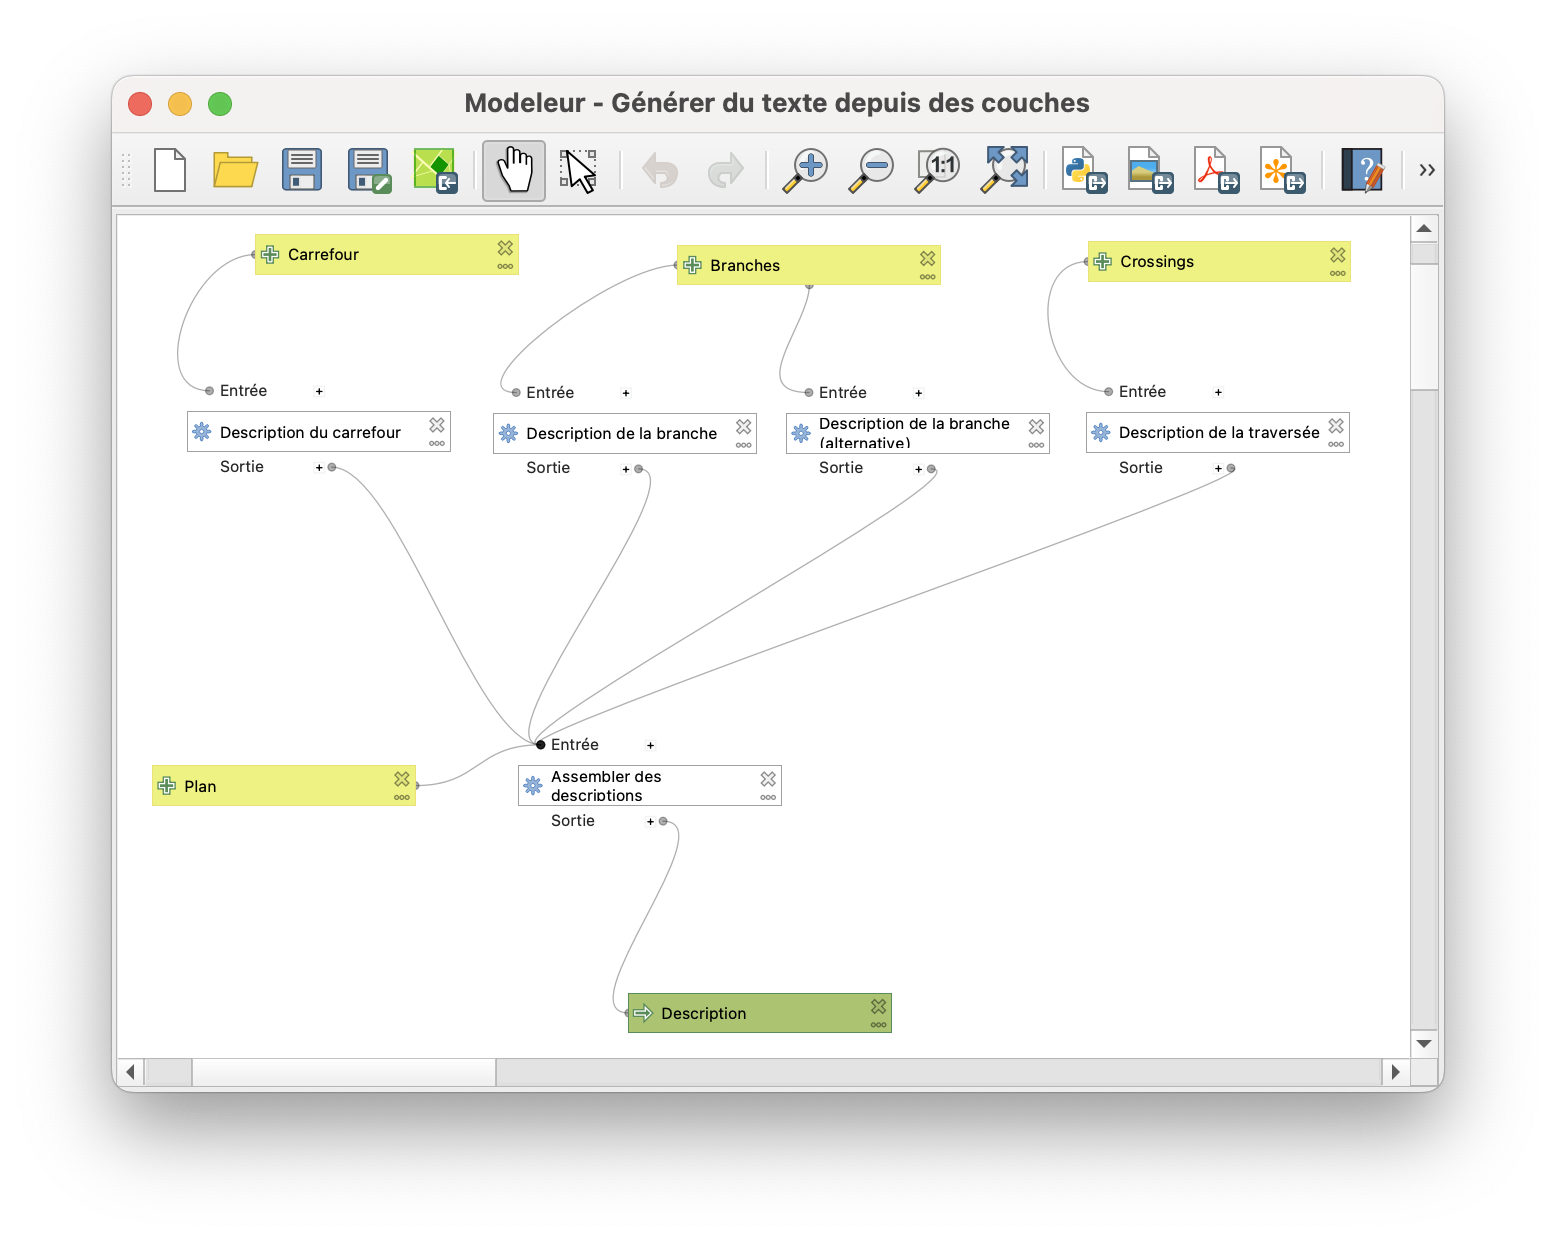 Modeleur - Générer du texte depuis des couches
1:1
?
»
Carrefour
Branches
Crossings
Entrée +
Entrée +
Entrée +
Entrée +
Description du carrefour
Description de la branche
Description de la branche
(alternative)
Description de la traversée
Sortie +
Sortie +
Sortie +
Sortie +
Entrée +
Plan
Assembler des
descriptions
Sortie +
Description